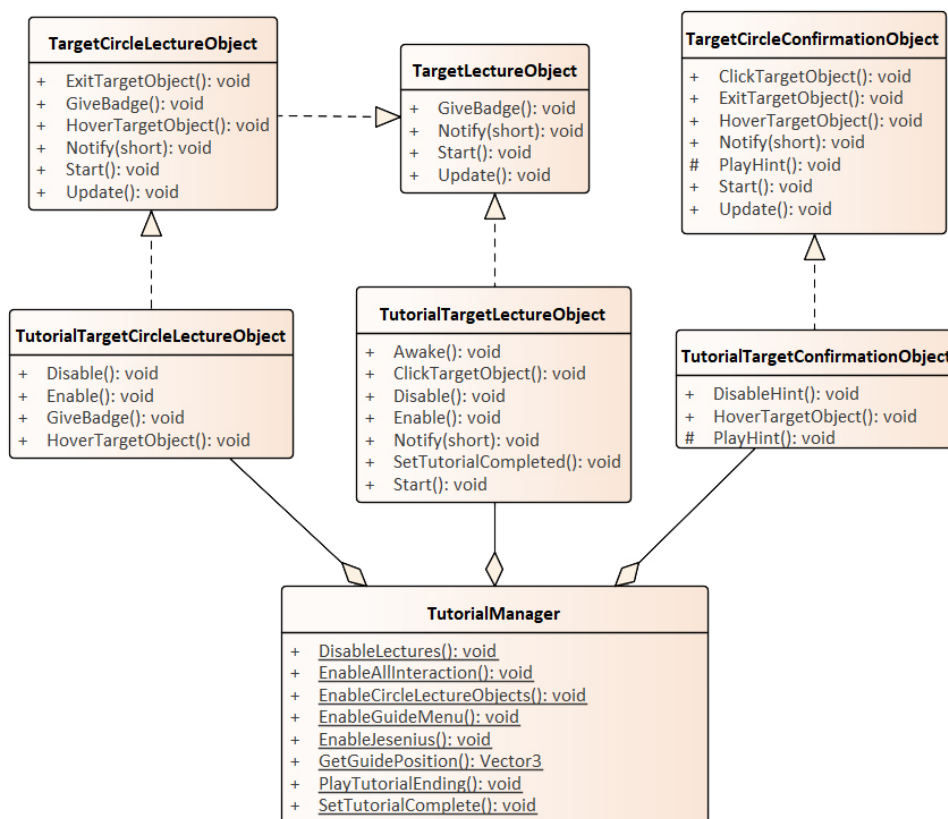 TargetCircleLectureObject
+ ExitTargetObject(): void
+ GiveBadge(): void
+ HoverTargetObject(): void
+ Notify(short): void
+ Start(): void
+ Update(): void
TargetLectureObject
+ GiveBadge(): void
+ Notify(short): void
+ Start(): void
+ Update(): void
TargetCircleConfirmationObject
+ ClickTargetObject(): void
+ ExitTargetObject(): void
+ HoverTargetObject(): void
+ Notify(short): void
# PlayHint(): void
+ Start(): void
+ Update(): void
TutorialTargetCircleLectureObject
+ Disable(): void
+ Enable(): void
+ GiveBadge(): void
+ HoverTargetObject(): void
TutorialTargetLectureObject
+ Awake(): void
+ ClickTargetObject(): void
+ Disable(): void
+ Enable(): void
+ Notify(short): void
+ SetTutorialCompleted(): void
+ Start(): void
TutorialTargetConfirmationObject
+ DisableHint(): void
+ HoverTargetObject(): void
# PlayHint(): void
TutorialManager
+ DisableLectures(): void
+ EnableAllInteraction(): void
+ EnableCircleLectureObjects(): void
+ EnableGuideMenu(): void
+ EnableJesenius(): void
+ GetGuidePosition(): Vector3
+ PlayTutorialEnding(): void
+ SetTutorialComplete(): void